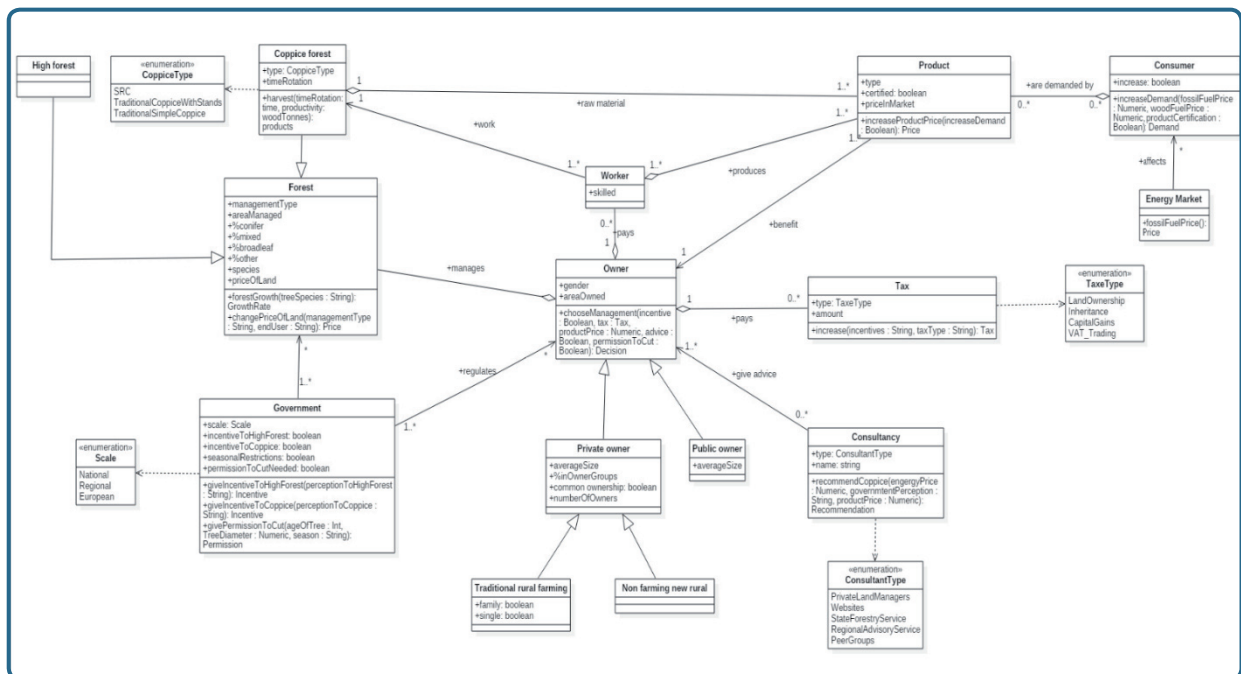 High forest
«enumeration»
CoppiceType
SRC
TraditionalCoppiceWithStands
TraditionalSimpleCoppice
Coppice forest
+type: CoppiceType
+timeRotation
+harvest(timeRotation:
time, productivity:
woodTonnes):
products
1
1
+raw material
1..*
+work
1..*
Product
+type
+certified: boolean
+priceInMarket
+increaseProductPrice(increaseDemand
: Boolean): Price
+are demanded by
0..*
0..*
Consumer
+increase: boolean
+increaseDemand(fossilFuelPrice
: Numeric, woodFuelPrice :
Numeric,productCertification :
Boolean): Demand
*
+affects
Energy Market
+fossilFuelPrice():
Price
1..*
1..*
Worker
+skilled
1..*
+produces
0..*
+pays
1
+benefit
1
Forest
+managementType
+areaManaged
+%conifer
+%mixed
+%broadleaf
+%other
+species
+priceOfLand
+forestGrowth(treeSpecies : String):
GrowthRate
+changePriceOfLand(managementType
: String, endUser : String): Price
+manages
Owner
+gender
+areaOwned
+chooseManagement(incentive
: Boolean, tax : Tax,
productPrice : Numeric, advice :
Boolean, permissionToCut :
Boolean): Decision
1
+pays
0..*
Tax
+type: TaxeType
+amount
+increase(incentives : String, taxType : String): Tax
«enumeration»
TaxeType
LandOwnership
Inheritance
CapitalGains
VAT_Trading
*
1..*
+regulates
*
1..*
1..*
+give advice
0..*
Government
+scale: Scale
+incentiveToHighForest: boolean
+incentiveToCoppice: boolean
+seasonalRestrictions: boolean
+permissionToCutNeeded: boolean
+giveIncentiveToHighForest(perceptionToHighForest
: String): Incentive
+giveIncentiveToCoppice(perceptionToCoppice :
String): Incentive
+givePermissionToCut(ageOfTree : Int,
TreeDiameter : Numeric, season : String):
Permission
«enumeration»
Scale
National
Regional
European
Private owner
+averageSize
+%inOwnerGroups
+common ownership: boolean
+numberOfOwners
Public owner
+averageSize
Consultancy
+type: ConsultantType
+name: string
+recommendCoppice(engergyPrice
: Numeric, governmtentPerception :
String, productPrice : Numeric):
Recommendation
Traditional rural farming
+family: boolean
+single: boolean
Non farming new rural
«enumeration»
ConsultantType
PrivateLandManagers
Websites
StateForestryService
RegionalAdvisoryService
PeerGroups